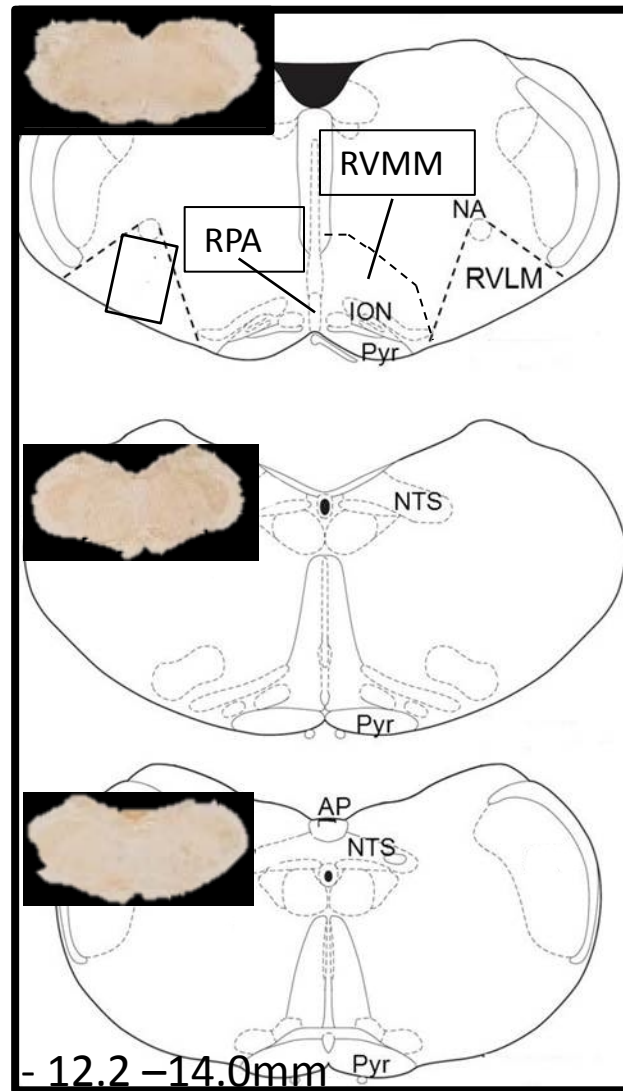 RVMM
NA
RPA
RVLM
ION
Pyr
NTS
Pyr
AP
NTS
- 12.2 –14.0mm
Pyr